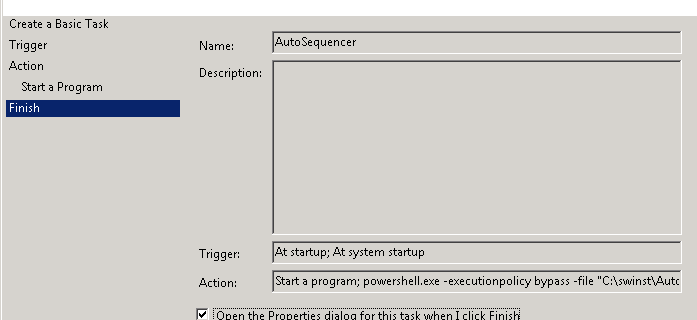 Create a Basic Task
Trigger
Action
Start a Program
Finish
Name: AutoSequencer
Description:
Trigger: At startup; At system startup
Action: Start a program; powershell.exe -executionpolicy bypass -file "C:\swinst\Auto
Open the Properties dialog for this task when I click Finish